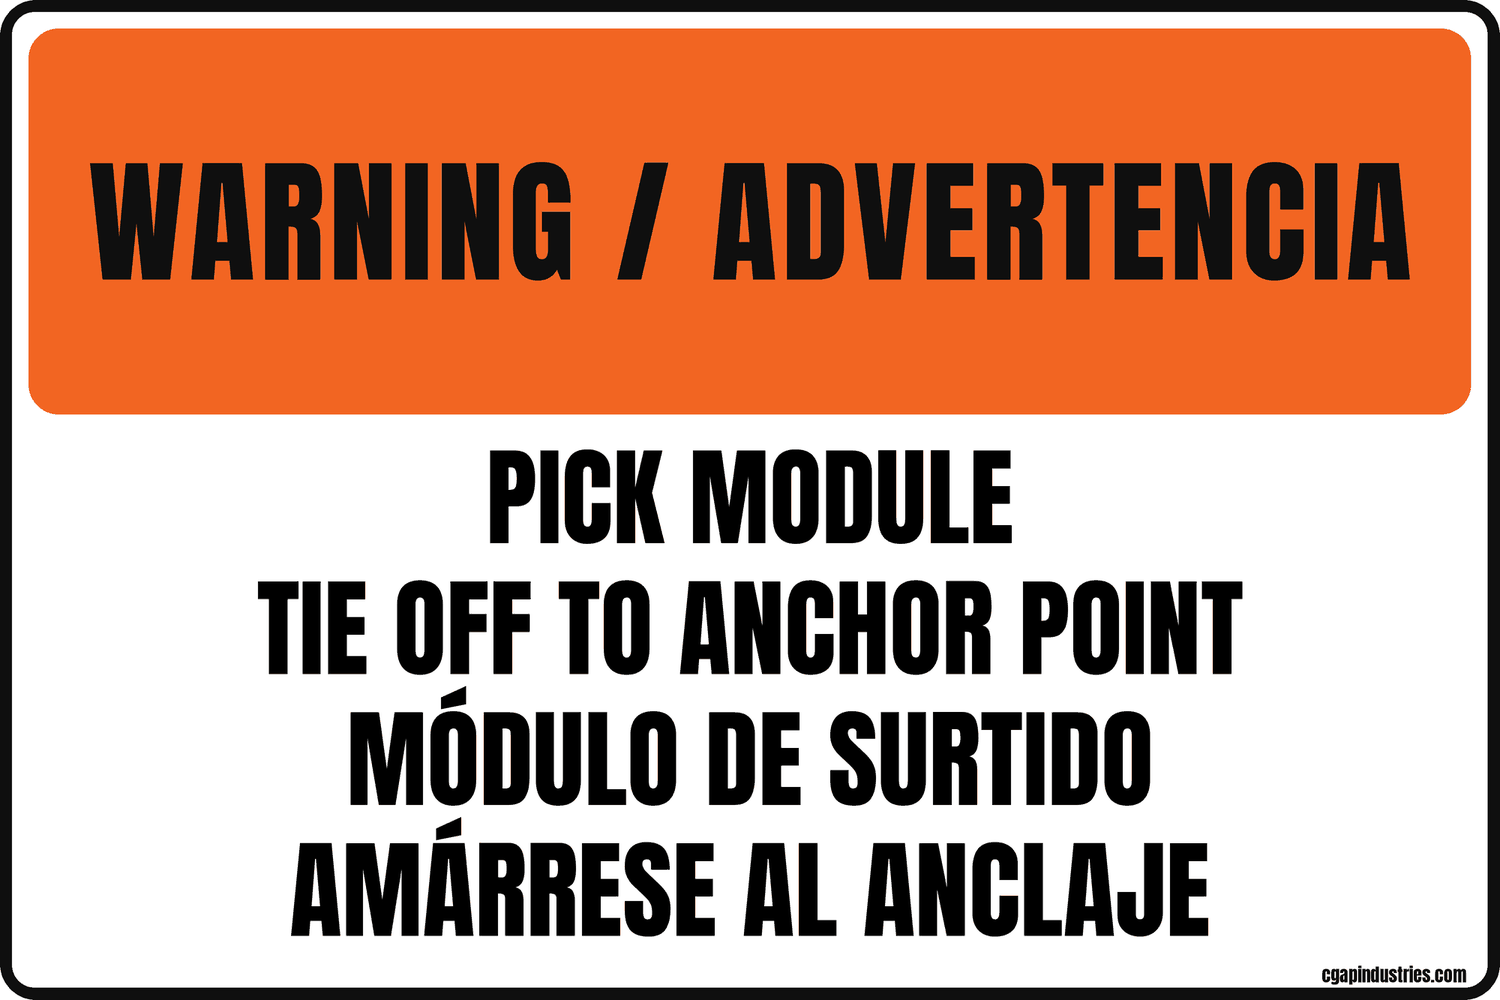 WARNING / ADVERTENCIA
PICK MODULE
TIE OFF TO ANCHOR POINT
MÓDULO DE SURTIDO
AMÁRRESE AL ANCLAJE
cgapindustries.com